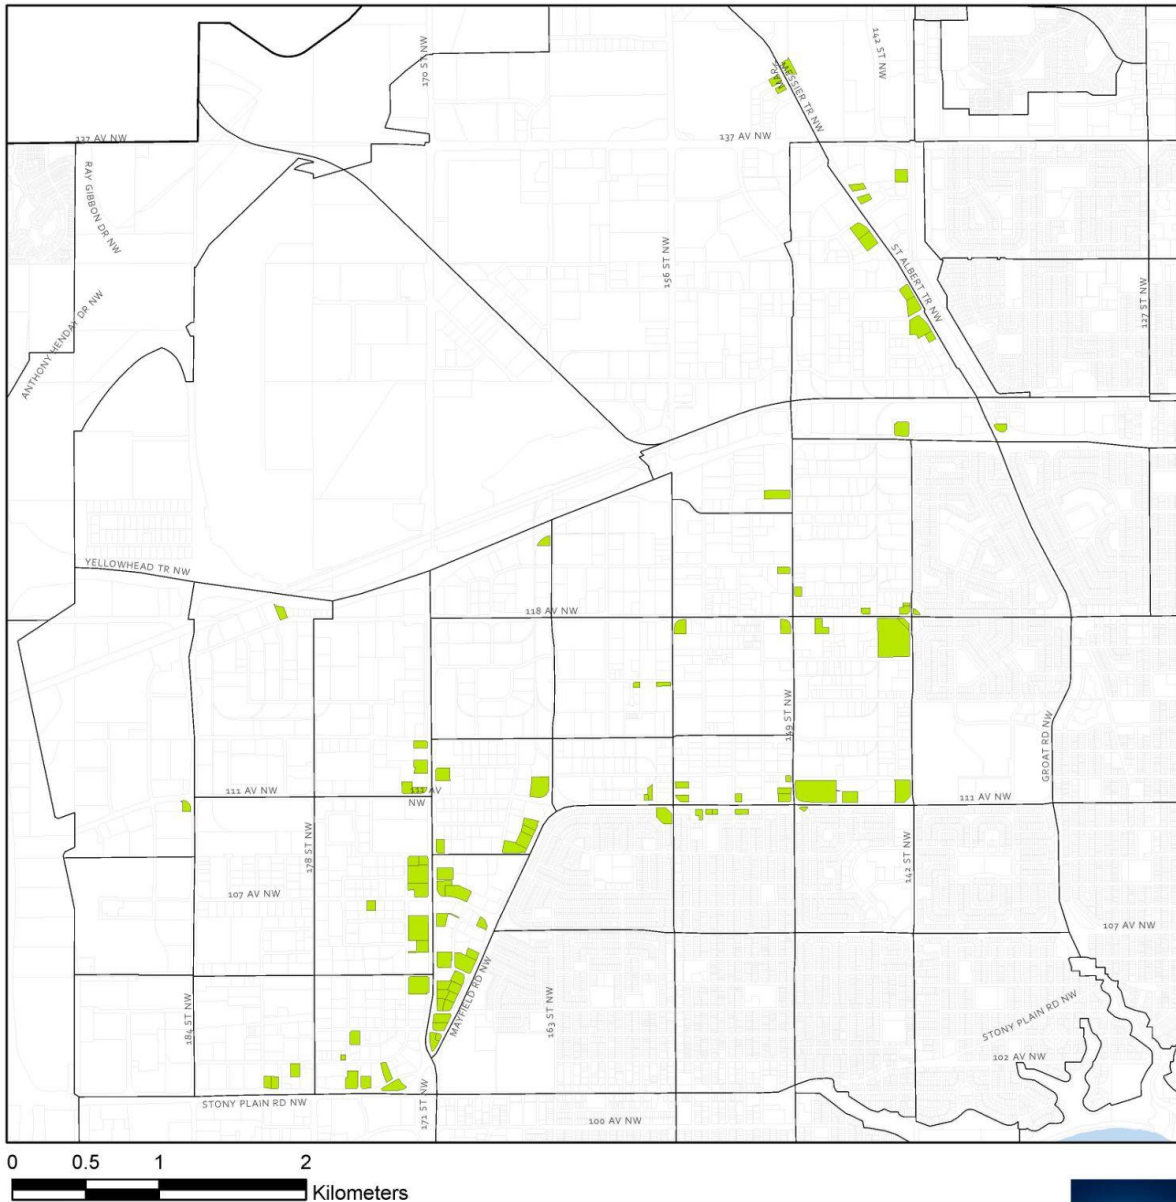 142 ST NW
170 ST NW
MARK
MESSIER TR NW
137 AV NW
137 AV NW
RAY GIBBON DR NW
156 ST NW
ST ALBERT TR NW
127 ST NW
ANTHONY HENDAY DR NW
YELLOWHEAD TR NW
118 AV NW
149 ST NW
GROAT RD NW
111 AV NW
111 AV
NW
111 AV NW
178 ST NW
142 ST NW
107 AV NW
107 AV NW
MAYFIELD RD NW
163 ST NW
184 ST NW
STONY PLAIN RD NW
102 AV NW
STONY PLAIN RD NW
171 ST NW
100 AV NW
0 0.5 1 2
Kilometers